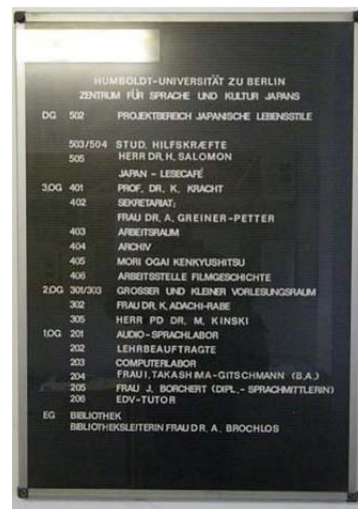 HUMBOLDT-UNIVERSITÄT ZU BERLIN
ZENTRUM FÜR SPRACHE UND KULTUR JAPANS
DG 502 PROJEKTBEREICH JAPANISCHE LEBENSSTILE
503/504 STUD. HILFSKRÆFTE
505 HERR DR. H. SALOMON
JAPAN - LESECAFÉ
3.OG 401 PROF. DR. K. KRACHT
402 SEKRETARIAT:
FRAU DR. A. GREINER-PETTER
403 ARBEITSRAUM
404 ARCHIV
405 MORI OGAI KENKYUSHITSU
406 ARBEITSSTELLE FILMGESCHICHTE
2.OG 301/303 GROSSER UND KLEINER VORLESUNGSRAUM
302 FRAU DR. K. ADACHI-RABE
305 HERR PD DR. M. KINSKI
1.OG 201 AUDIO-SPRACHLABOR
202 LEHRBEAUFTRAGTE
203 COMPUTERLABOR
204 FRAU I. TAKASHIMA-GITSCHMANN (B.A.)
205 FRAU J. BORCHERT (DIPL.-SPRACHMITTLERIN)
206 EDV-TUTOR
EG BIBLIOTHEK
BIBLIOTHEKSLEITERIN FRAU DR. A. BROCHLOS